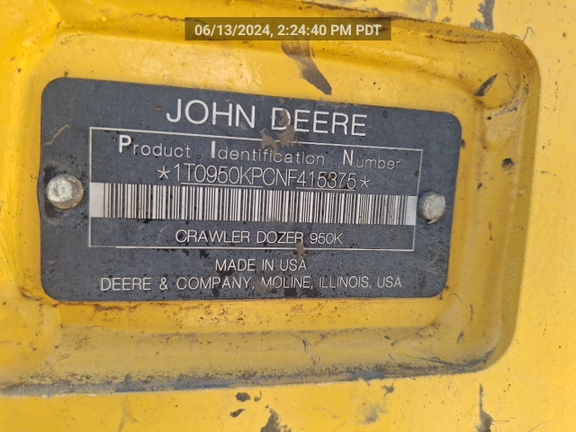 06/13/2024, 2:24:40 PM PDT
JOHN DEERE
Product Identification Number
*1T0950KPCNF415375*
CRAWLER DOZER 950K
MADE IN USA
DEERE & COMPANY, MOLINE, ILLINOIS, USA